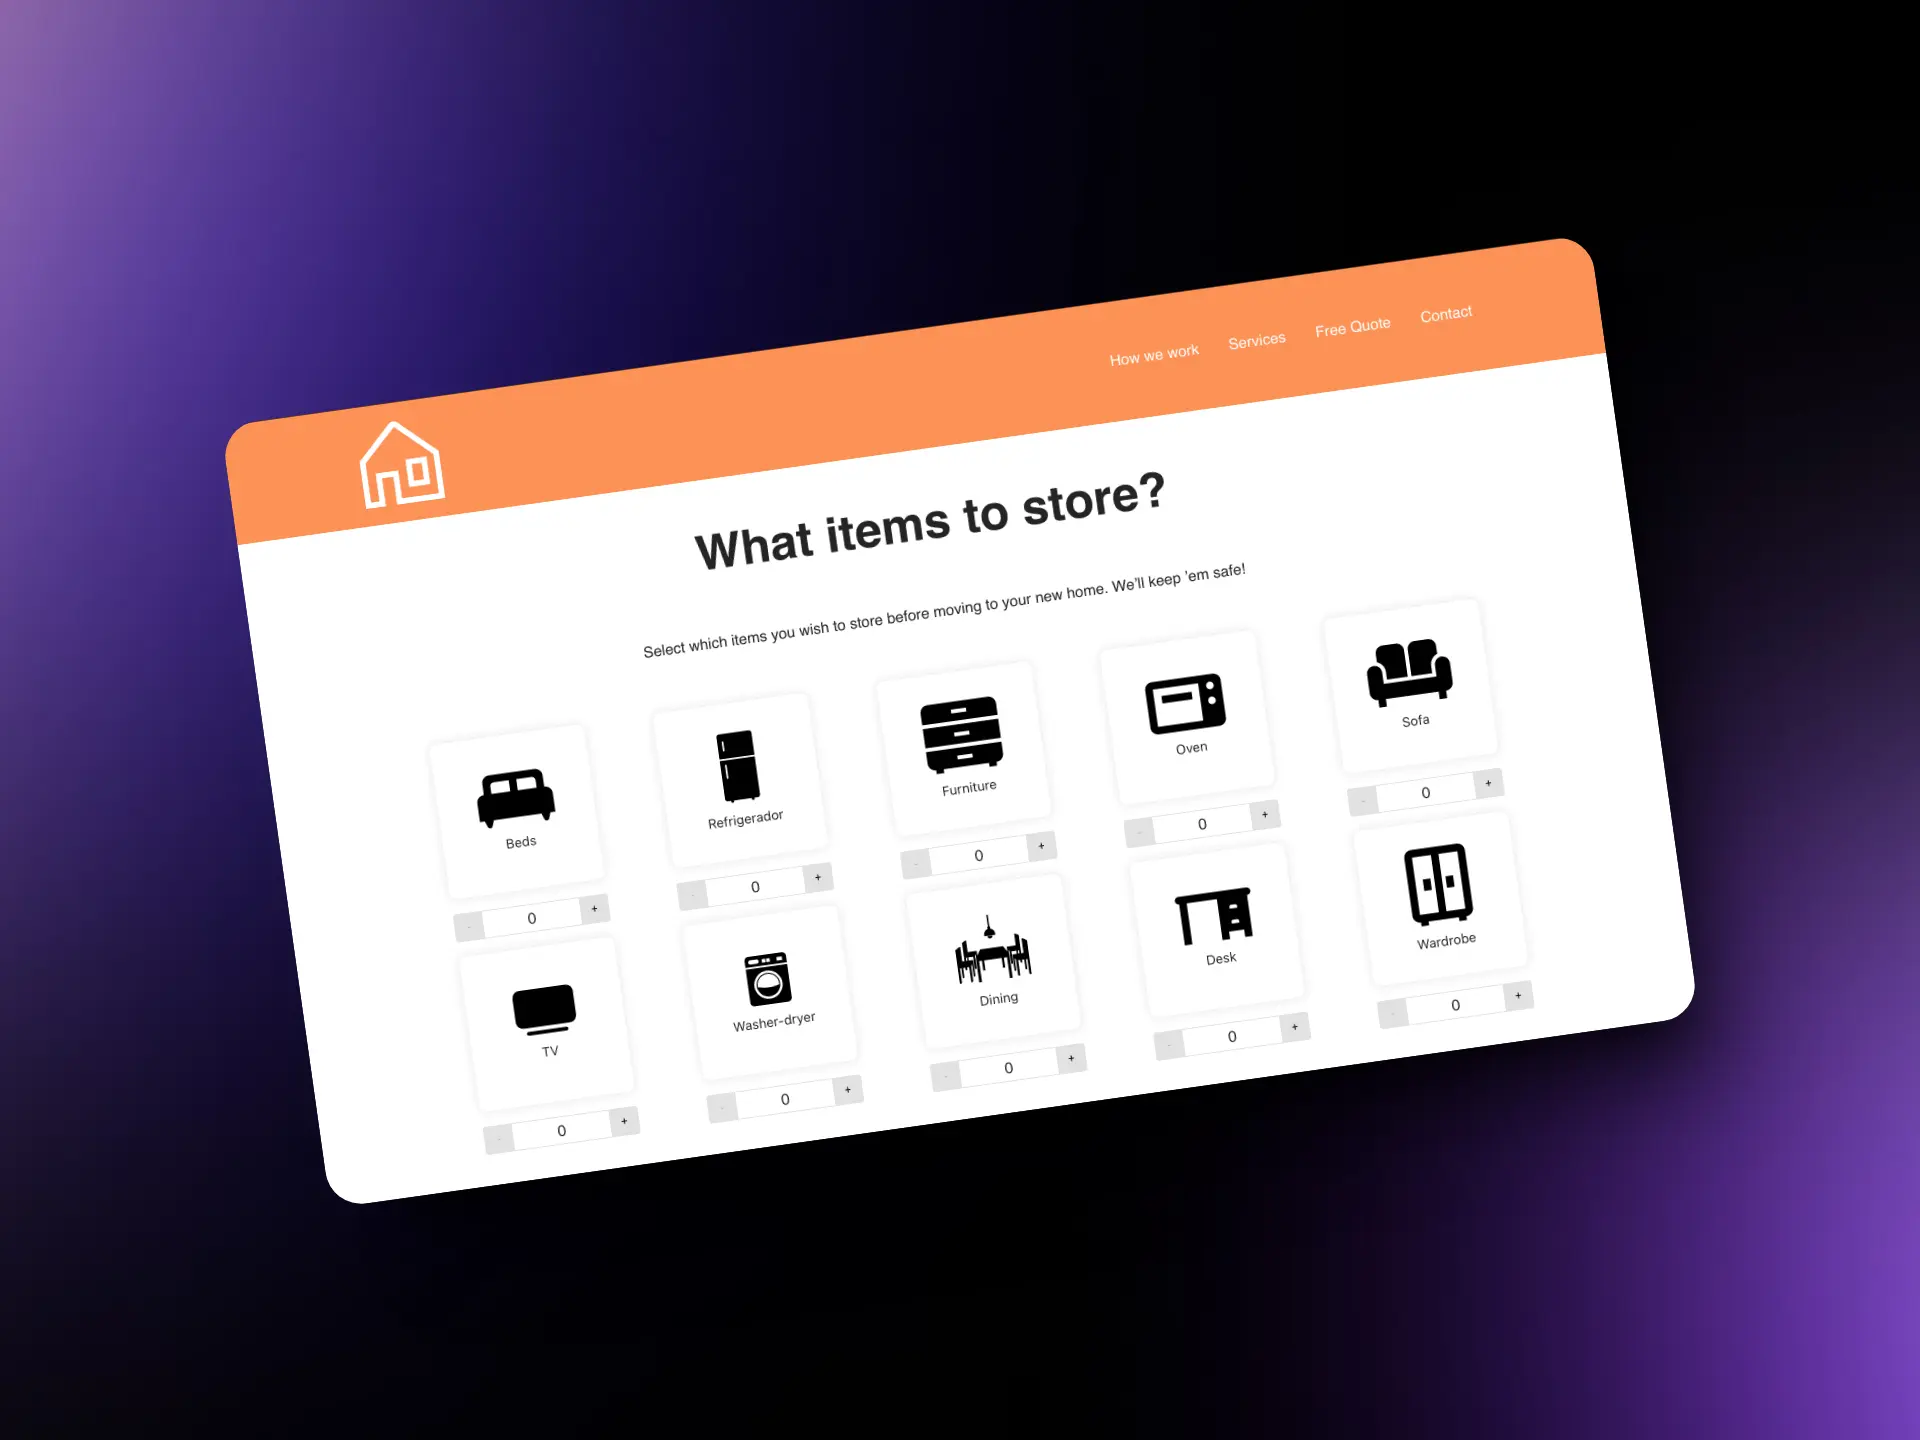 How we work Services Free Quote Contact
What items to store?
Select which items you wish to store before moving to your new home. We'll keep 'em safe!
Beds Refrigerador Furniture Oven Sofa
- 0 + - 0 + - 0 + - 0 + - 0 +
TV Washer-dryer Dining Desk Wardrobe
- 0 + - 0 + - 0 + - 0 + - 0 +